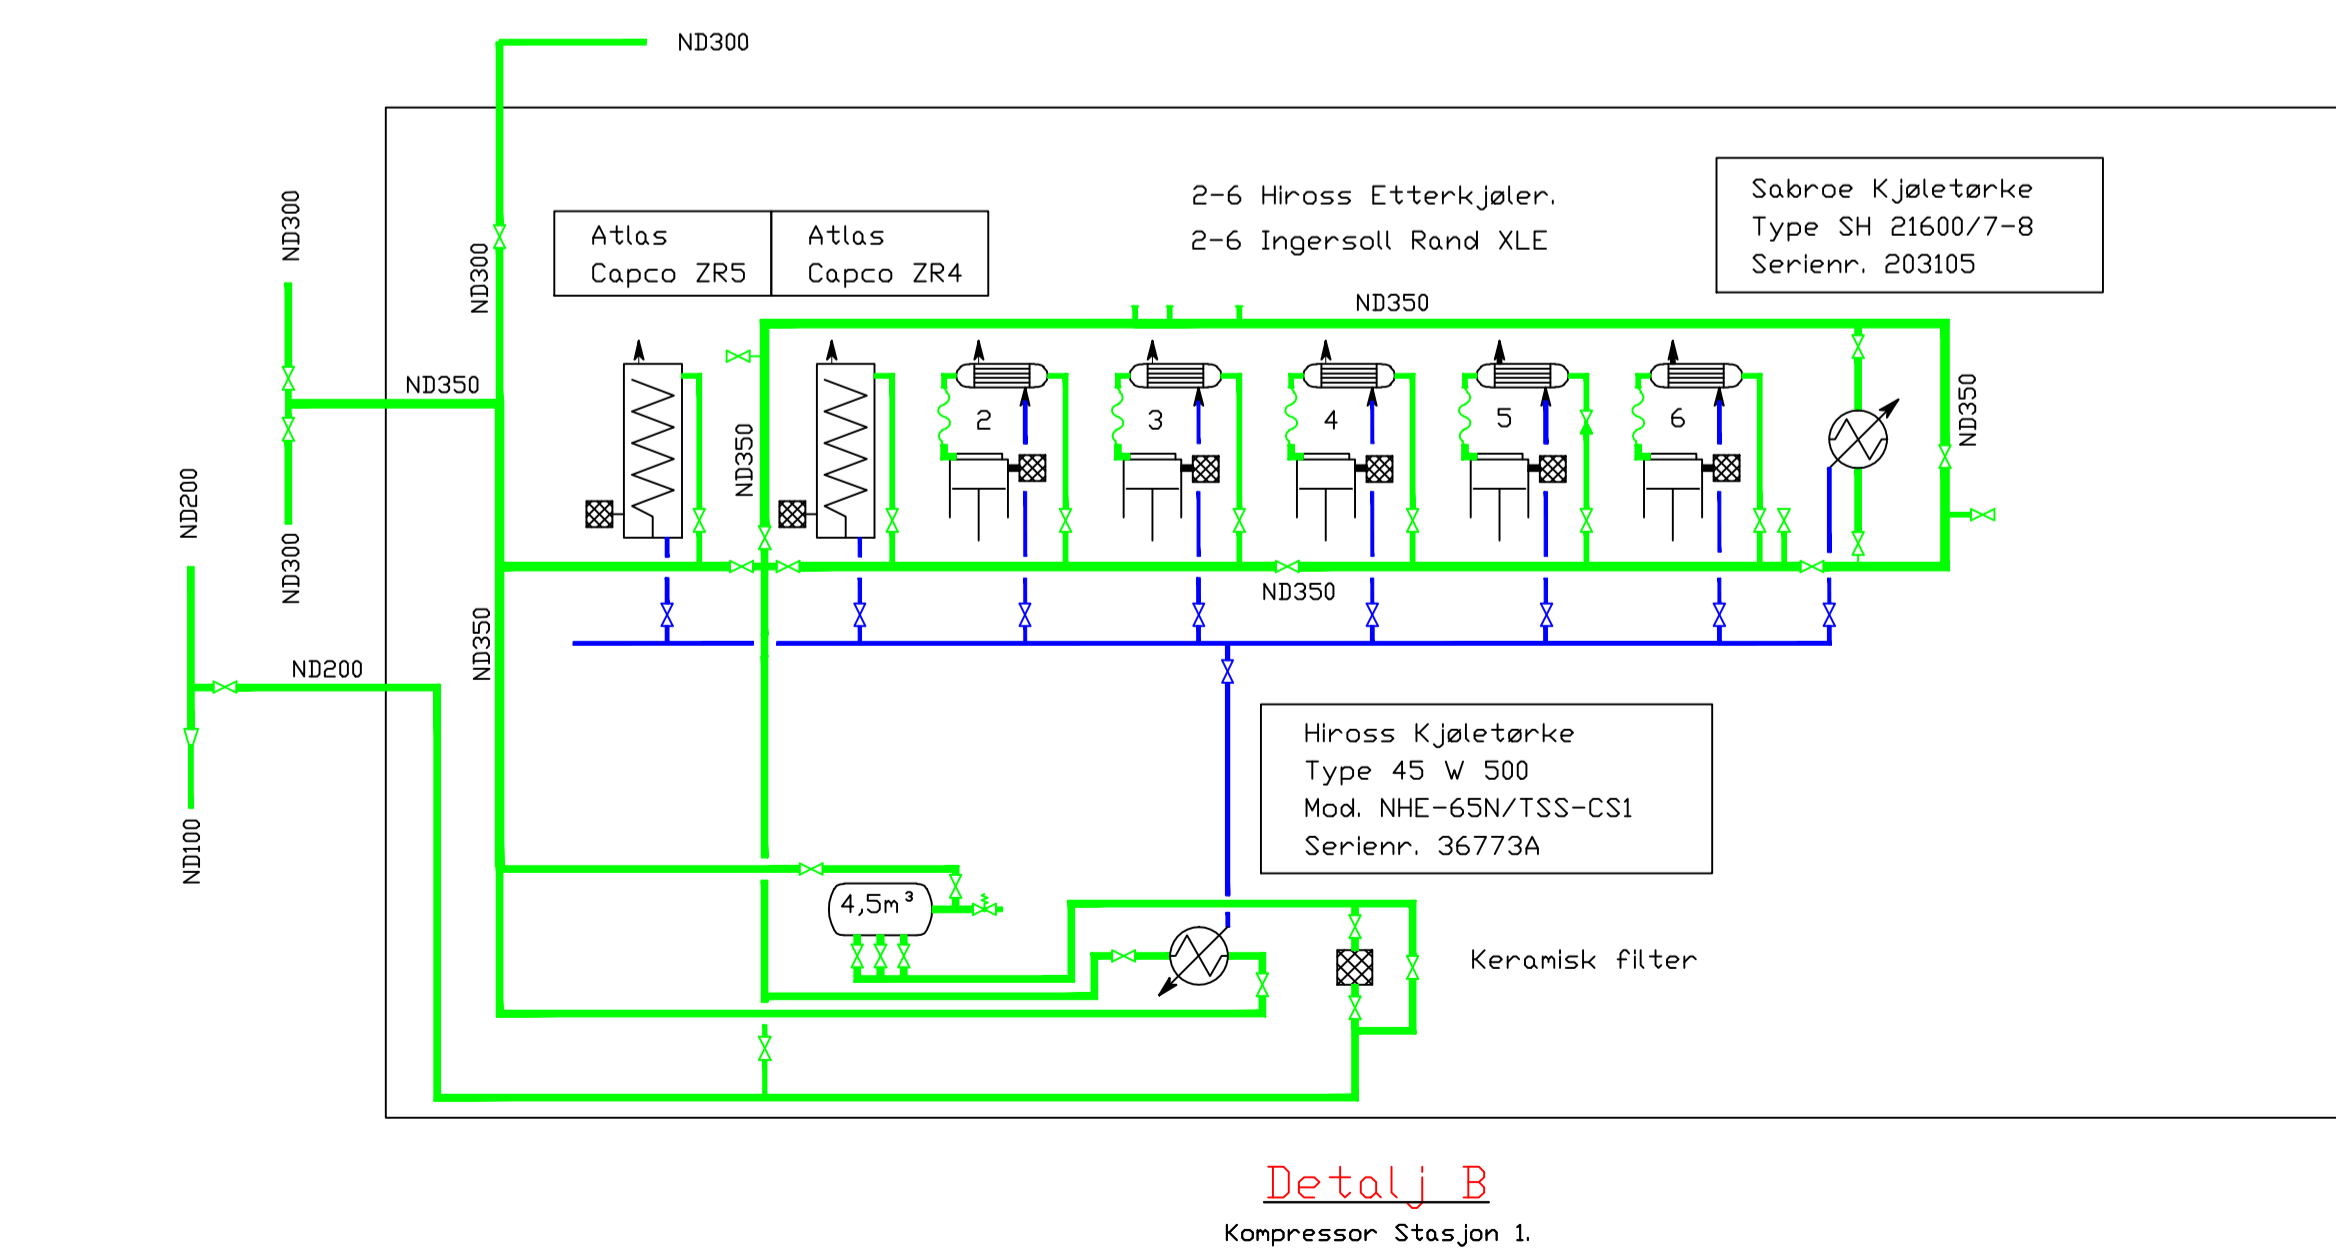 ND300
ND300
ND300
Atlas
Capco ZR5
Atlas
Capco ZR4
2-6 Hiross Etterkjøler.
2-6 Ingersoll Rand XLE
Sabroe Kjøletørke
Type SH 21600/7-8
Serienr. 203105
ND350
ND350
ND350
ND350
2
3
4
5
6
ND200
ND300
ND350
ND350
ND200
ND100
Hiross Kjøletørke
Type 45 W 500
Mod. NHE-65N/TSS-CS1
Serienr. 36773A
4,5m³
Keramisk filter
Detalj B
Kompressor Stasjon 1.